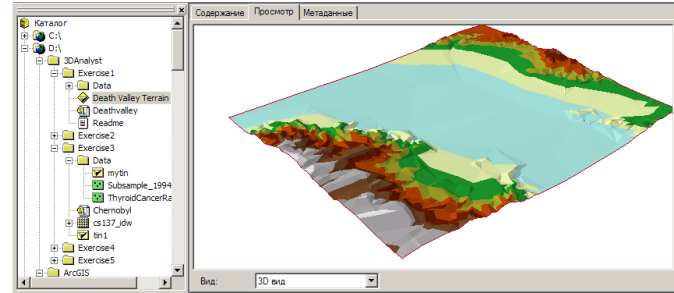 Каталог
C:\
D:\
3DAnalyst
Exercise1
Data
Death Valley Terrain
Deathvalley
Readme
Exercise2
Exercise3
Data
mytin
Subsample_1994
ThyroidCancerRa
Chernobyl
cs137_idw
tin1
Exercise4
Exercise5
ArcGIS
Содержание Просмотр Метаданные
Вид: 3D вид